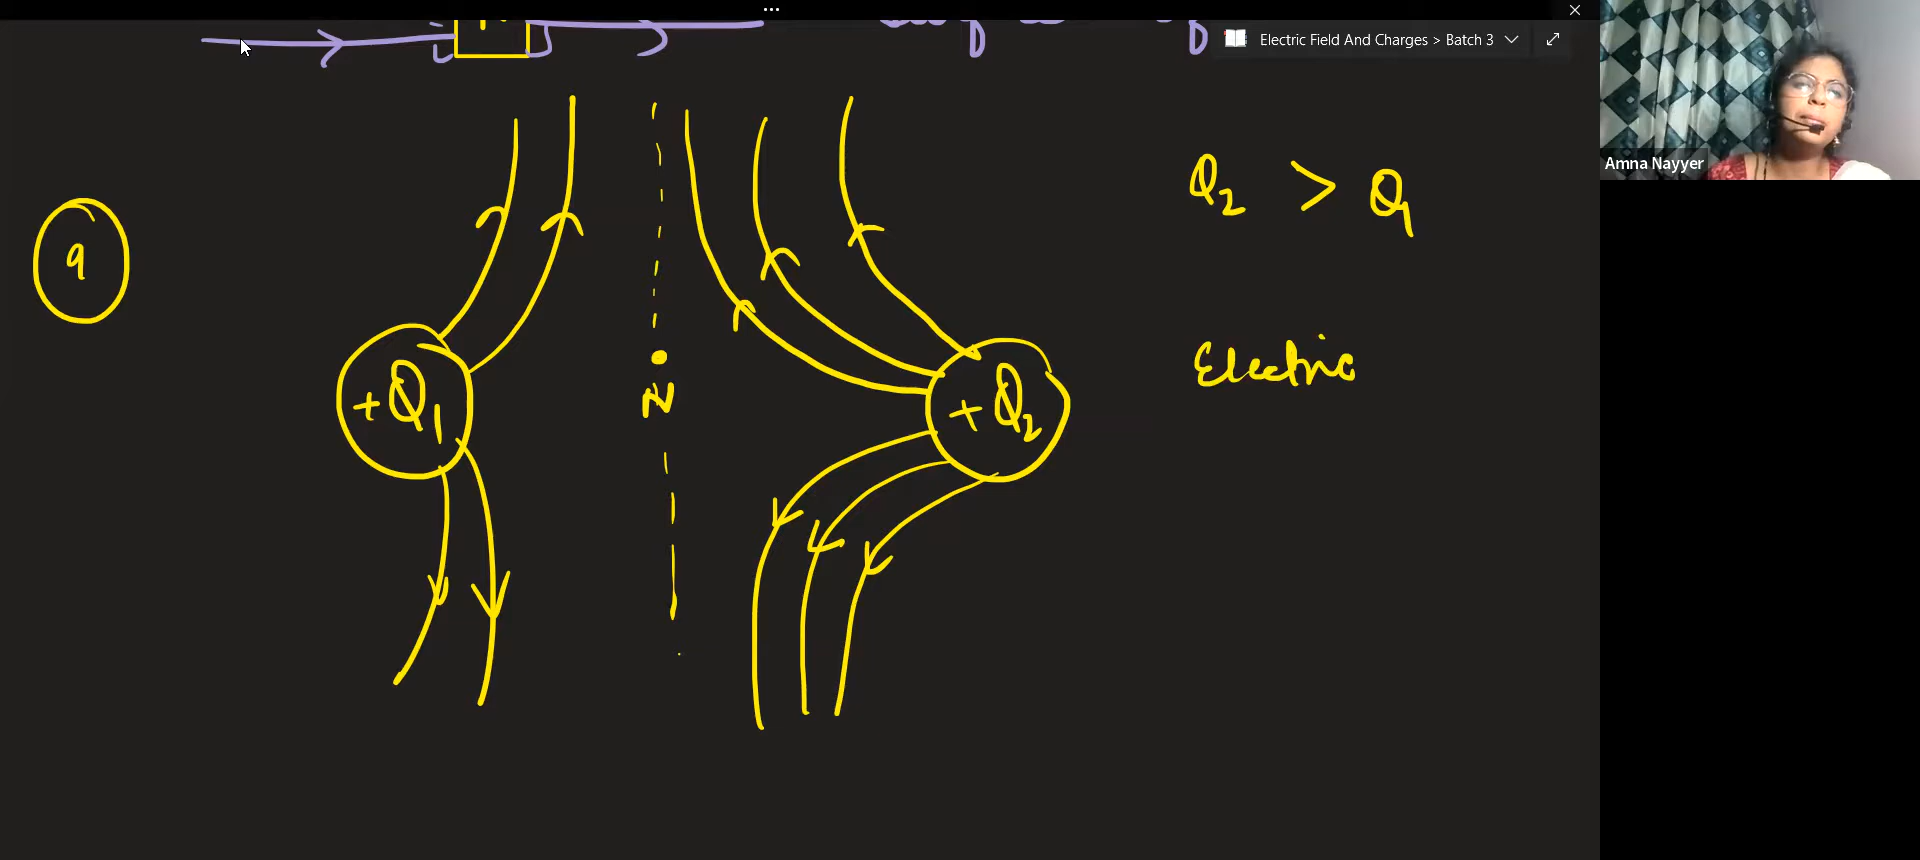 Electric Field And Charges > Batch 3
Amna Nayyer
9
Q2 > Q1
+Q1
N
+Q2
Electric